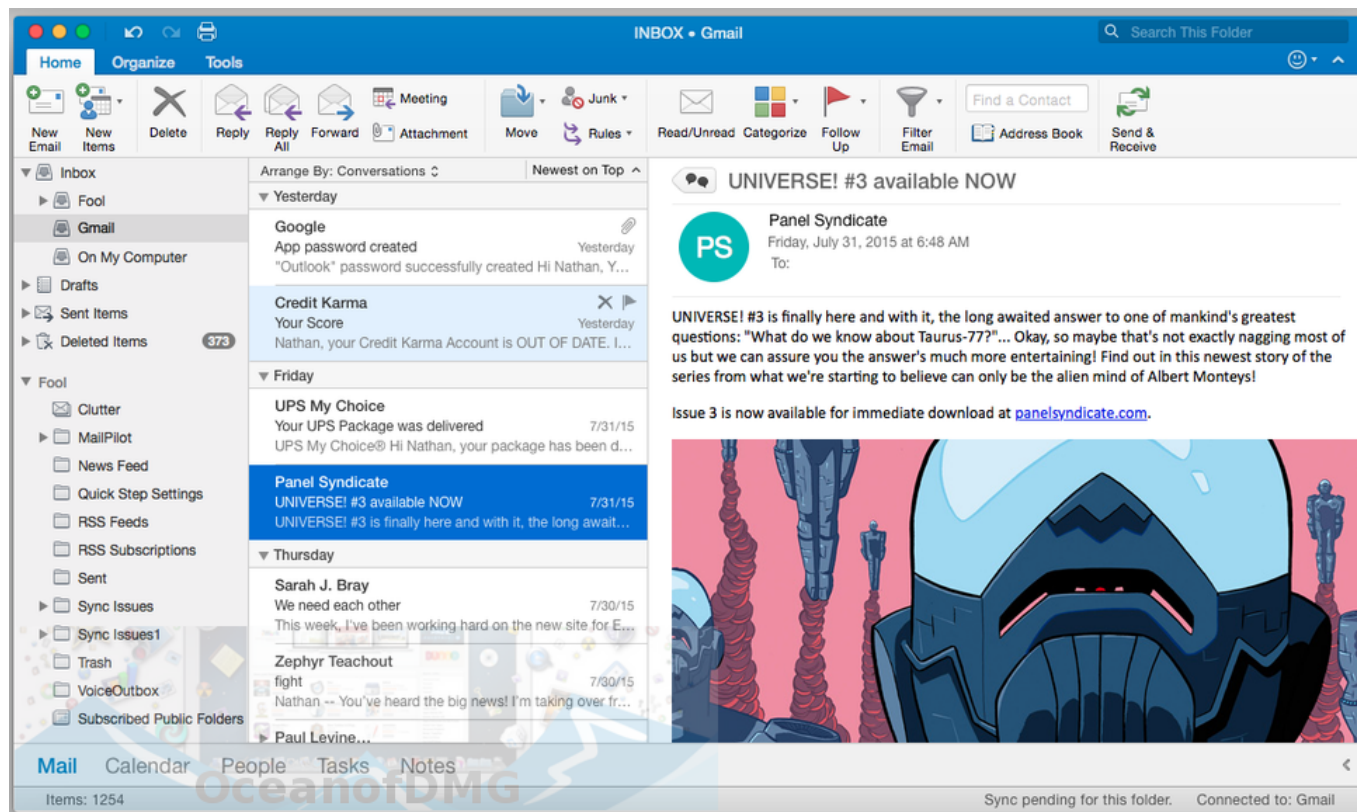 INBOX • Gmail
Search This Folder
Home Organize Tools
New Email
New Items
Delete
Reply
Reply All
Forward
Meeting
Attachment
Move
Junk
Rules
Read/Unread
Categorize
Follow Up
Filter Email
Find a Contact
Address Book
Send & Receive
Inbox
Fool
Gmail
On My Computer
Drafts
Sent Items
Deleted Items 373
Fool
Clutter
MailPilot
News Feed
Quick Step Settings
RSS Feeds
RSS Subscriptions
Sent
Sync Issues
Sync Issues1
Trash
VoiceOutbox
Subscribed Public Folders
Arrange By: Conversations Newest on Top
Yesterday
Google
App password created Yesterday
"Outlook" password successfully created Hi Nathan, Y...
Credit Karma
Your Score Yesterday
Nathan, your Credit Karma Account is OUT OF DATE. I...
Friday
UPS My Choice
Your UPS Package was delivered 7/31/15
UPS My Choice® Hi Nathan, your package has been d...
Panel Syndicate
UNIVERSE! #3 available NOW 7/31/15
UNIVERSE! #3 is finally here and with it, the long await...
Thursday
Sarah J. Bray
We need each other 7/30/15
This week, I've been working hard on the new site for E...
Zephyr Teachout
fight 7/30/15
Nathan -- You've heard the big news! I'm taking over fr...
Paul Levine...
UNIVERSE! #3 available NOW
PS
Panel Syndicate
Friday, July 31, 2015 at 6:48 AM
To:
UNIVERSE! #3 is finally here and with it, the long awaited answer to one of mankind's greatest
questions: "What do we know about Taurus-77?"... Okay, so maybe that's not exactly nagging most of
us but we can assure you the answer's much more entertaining! Find out in this newest story of the
series from what we're starting to believe can only be the alien mind of Albert Monteys!
Issue 3 is now available for immediate download at panelsyndicate.com.
Mail Calendar People Tasks Notes
OceanofDMG
Items: 1254
Sync pending for this folder. Connected to: Gmail